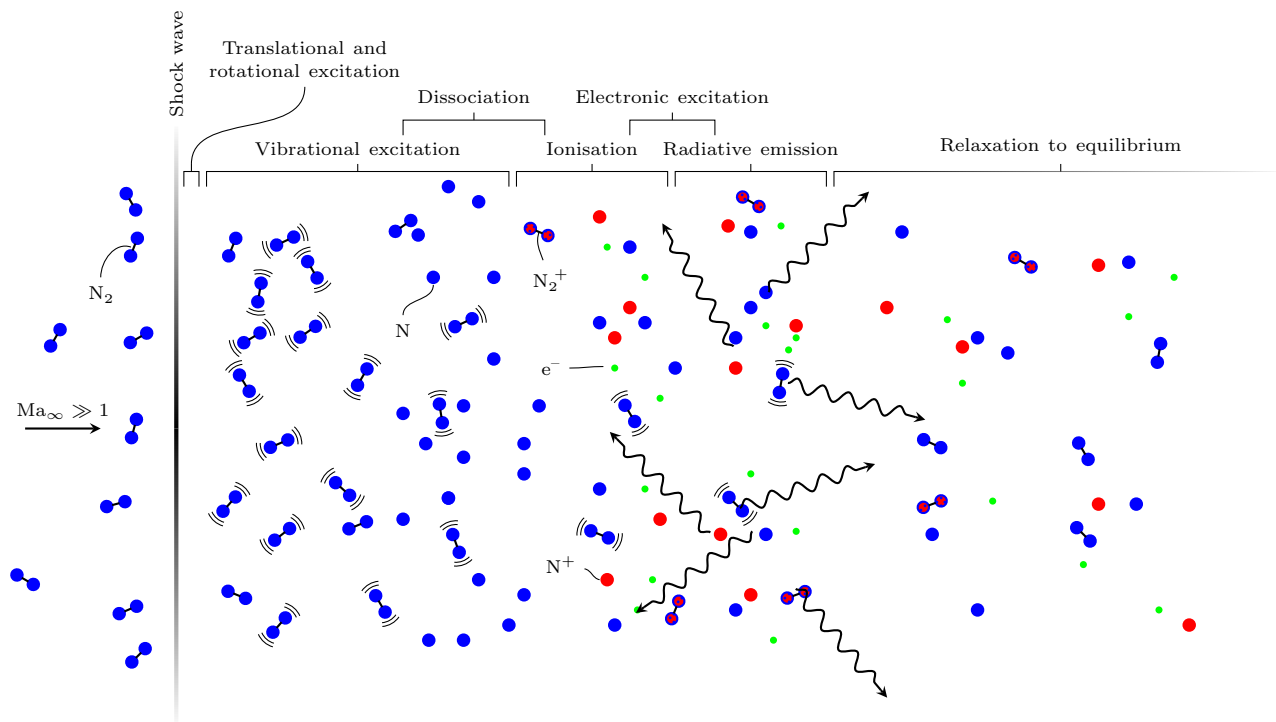 Shock wave
Translational and
rotational excitation
Dissociation
Electronic excitation
Vibrational excitation
Ionisation
Radiative emission
Relaxation to equilibrium
N₂
N₂⁺
N
e⁻
Ma∞ ≫ 1
N⁺